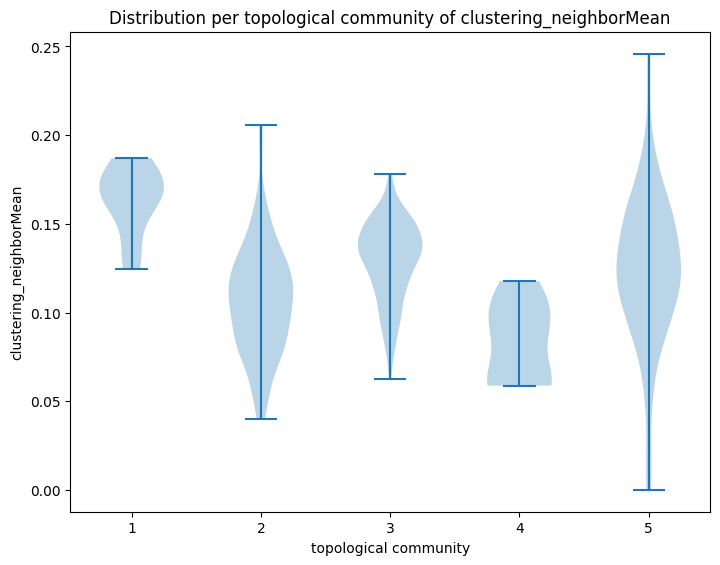 Distribution per topological community of clustering_neighborMean
0.25
0.20
0.15
0.10
0.05
0.00
clustering_neighborMean
1 2 3 4 5
topological community